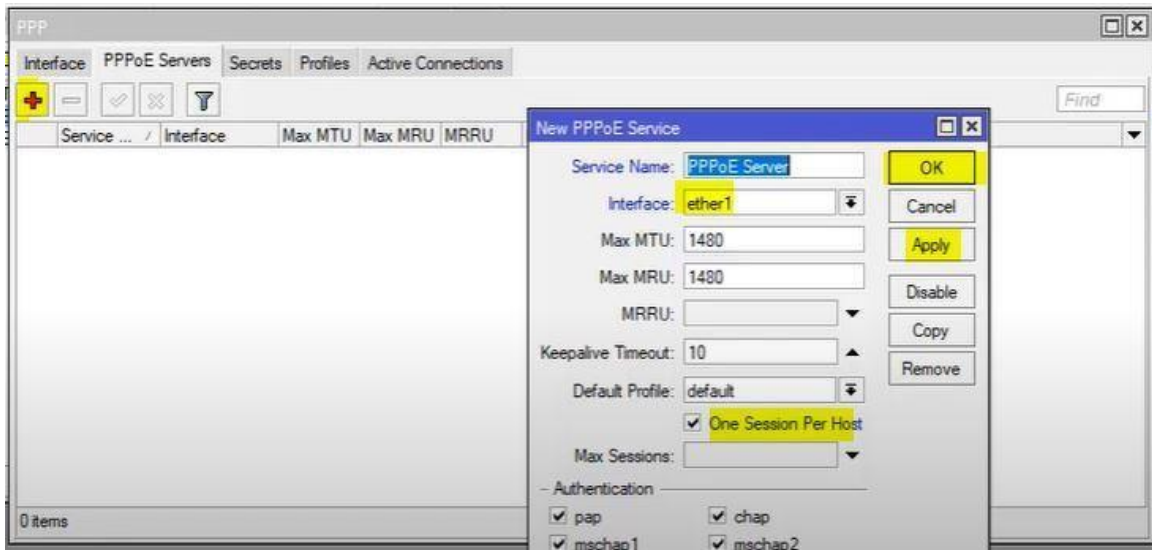 PPP
Interface PPPoE Servers Secrets Profiles Active Connections
Find
Service ... / Interface Max MTU Max MRU MRRU
New PPPoE Service
Service Name: PPPoE Server
OK
Interface: ether1
Cancel
Max MTU: 1480
Apply
Max MRU: 1480
Disable
MRRU:
Copy
Keepalive Timeout: 10
Remove
Default Profile: default
One Session Per Host
Max Sessions:
Authentication
pap chap
mschap1 mschap2
0 items